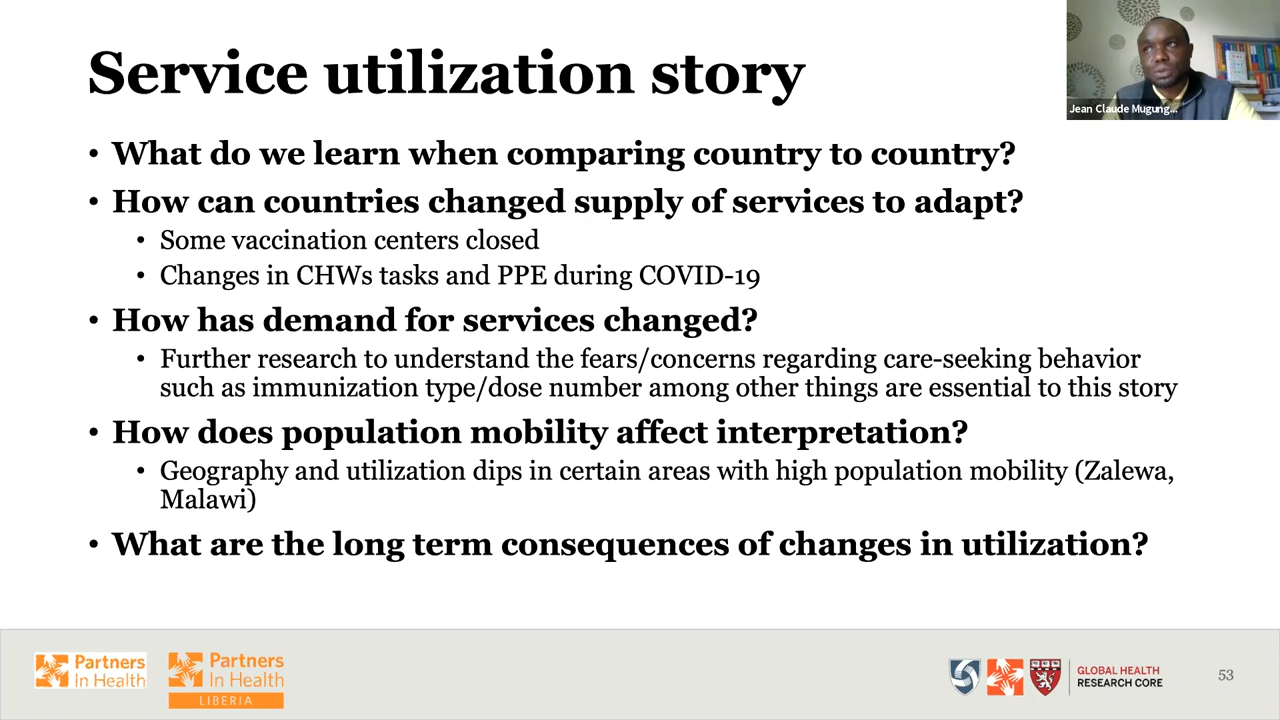 Service utilization story
Jean Claude Mugung...
• What do we learn when comparing country to country?
• How can countries changed supply of services to adapt?
• Some vaccination centers closed
• Changes in CHWs tasks and PPE during COVID-19
• How has demand for services changed?
• Further research to understand the fears/concerns regarding care-seeking behavior
such as immunization type/dose number among other things are essential to this story
• How does population mobility affect interpretation?
• Geography and utilization dips in certain areas with high population mobility (Zalewa,
Malawi)
• What are the long term consequences of changes in utilization?
Partners
In Health
Partners
In Health
LIBERIA
GLOBAL HEALTH
RESEARCH CORE
53